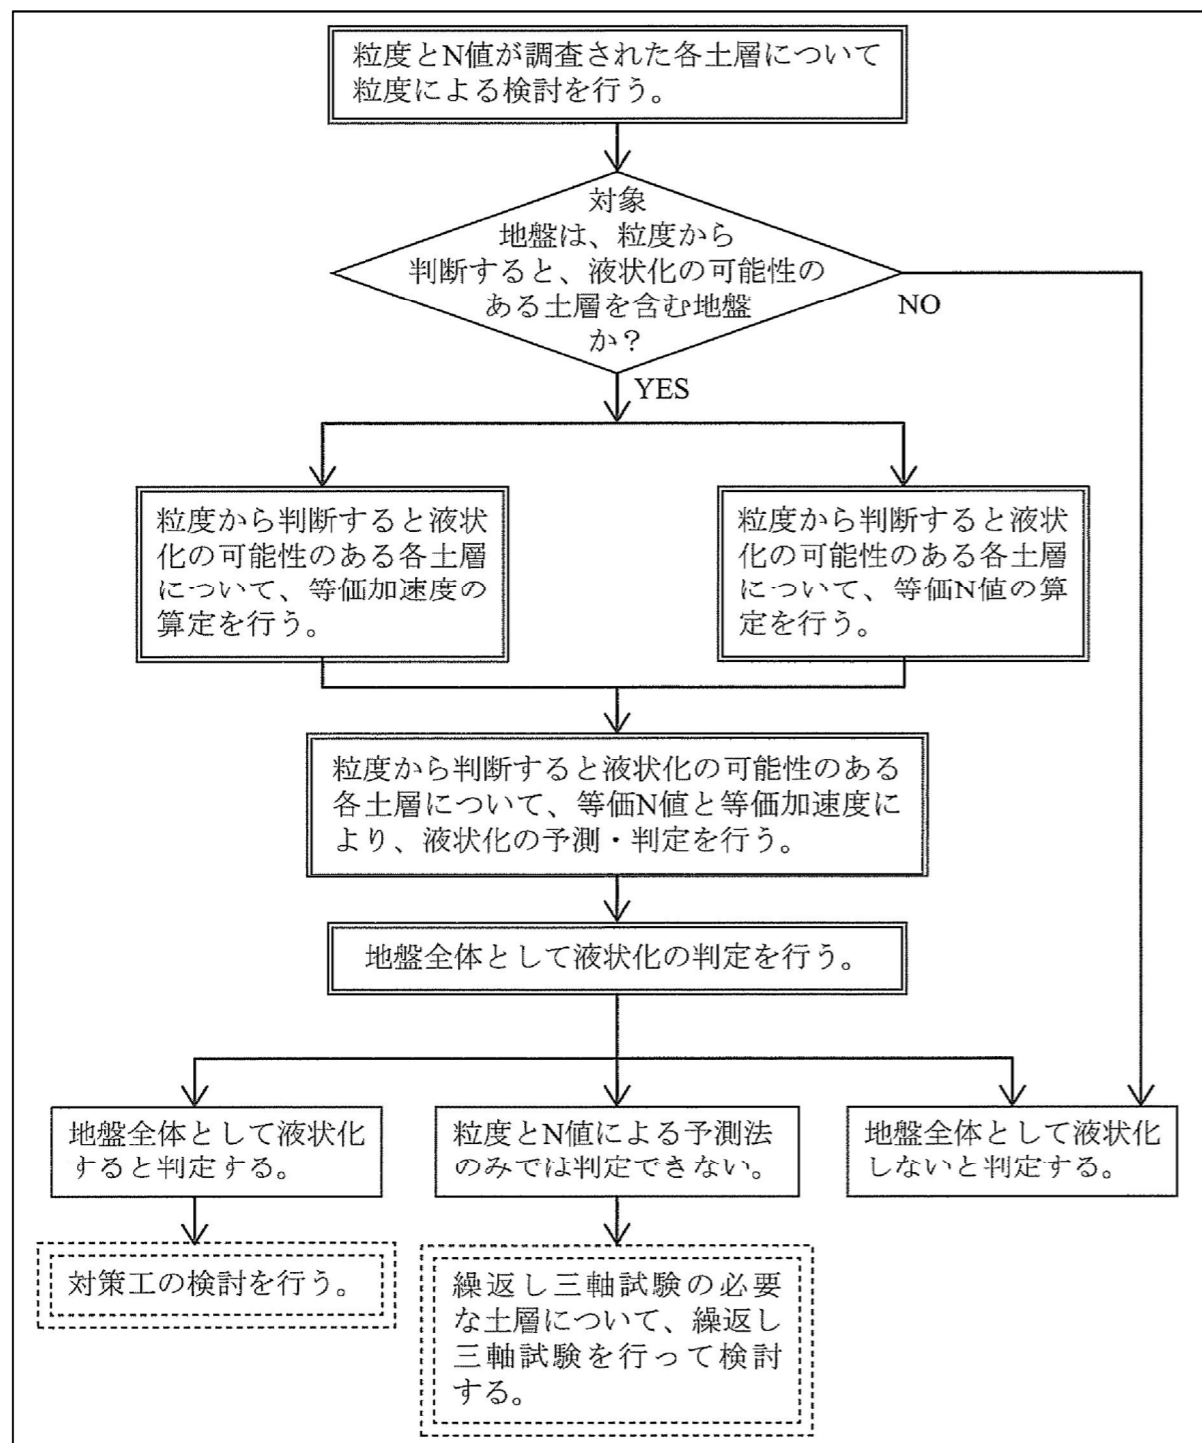 粒度とN値が調査された各土層について
粒度による検討を行う。
対象
地盤は、粒度から
判断すると、液状化の可能性の
ある土層を含む地盤
か？
NO
YES
粒度から判断すると液状
化の可能性のある各土層
について、等価加速度の
算定を行う。
粒度から判断すると液状
化の可能性のある各土層
について、等価N値の算
定を行う。
粒度から判断すると液状化の可能性のある
各土層について、等価N値と等価加速度に
より、液状化の予測・判定を行う。
地盤全体として液状化の判定を行う。
地盤全体として液状化
すると判定する。
粒度とN値による予測法
のみでは判定できない。
地盤全体として液状化
しないと判定する。
対策工の検討を行う。
繰返し三軸試験の必要
な土層について、繰返し
三軸試験を行って検討
する。